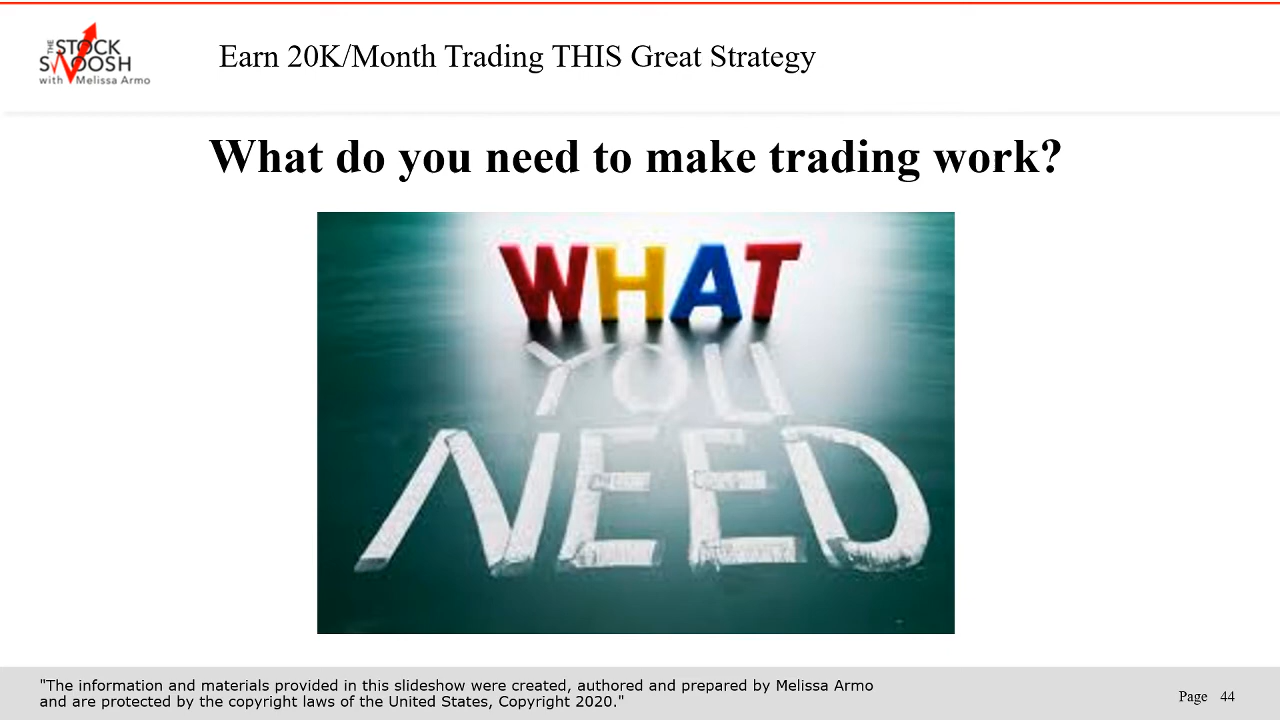 THE
STOCK
SWOOSH
with Melissa Armo
Earn 20K/Month Trading THIS Great Strategy
What do you need to make trading work?
WHAT
YOU
NEED
"The information and materials provided in this slideshow were created, authored and prepared by Melissa Armo
and are protected by the copyright laws of the United States, Copyright 2020."
Page 44